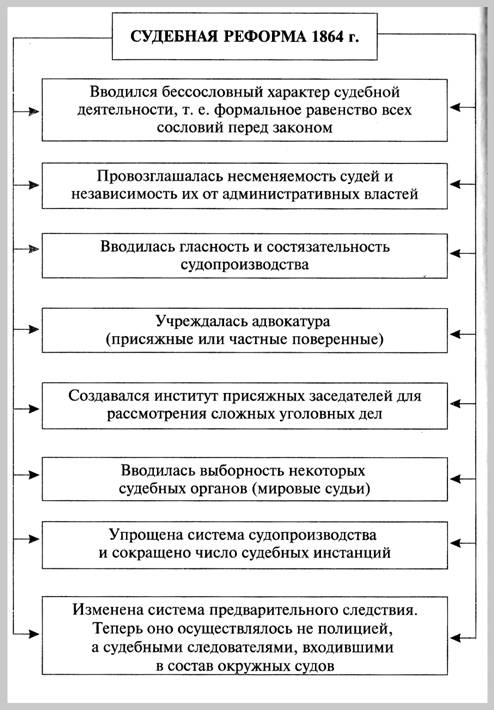 СУДЕБНАЯ РЕФОРМА 1864 г.
Вводился бессословный характер судебной
деятельности, т. е. формальное равенство всех
сословий перед законом
Провозглашалась несменяемость судей и
независимость их от административных властей
Вводилась гласность и состязательность
судопроизводства
Учреждалась адвокатура
(присяжные или частные поверенные)
Создавался институт присяжных заседателей для
рассмотрения сложных уголовных дел
Вводилась выборность некоторых
судебных органов (мировые судьи)
Упрощена система судопроизводства
и сокращено число судебных инстанций
Изменена система предварительного следствия.
Теперь оно осуществлялось не полицией,
а судебными следователями, входившими
в состав окружных судов